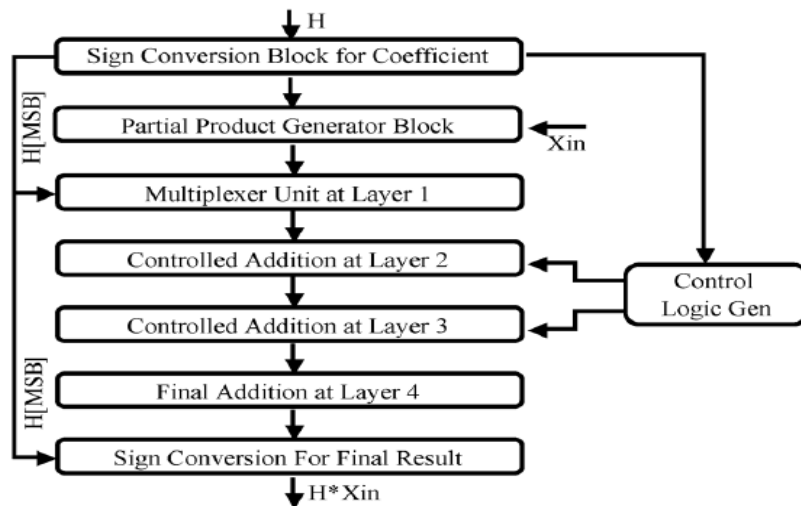 H
Sign Conversion Block for Coefficient
H[MSB]
Partial Product Generator Block
Xin
Multiplexer Unit at Layer 1
Controlled Addition at Layer 2
Control
Logic Gen
Controlled Addition at Layer 3
H[MSB]
Final Addition at Layer 4
Sign Conversion For Final Result
H*Xin